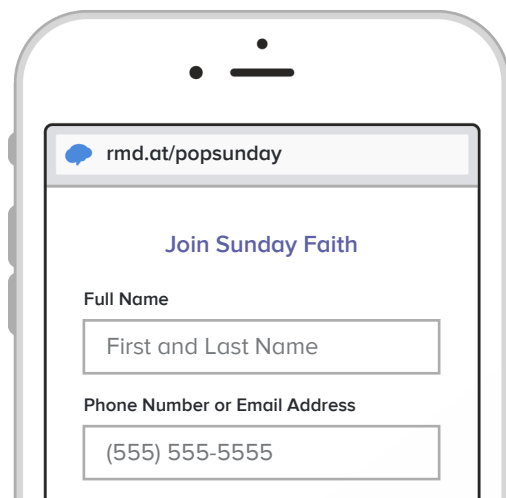 rmd.at/popsunday
Join Sunday Faith
Full Name
First and Last Name
Phone Number or Email Address
(555) 555-5555